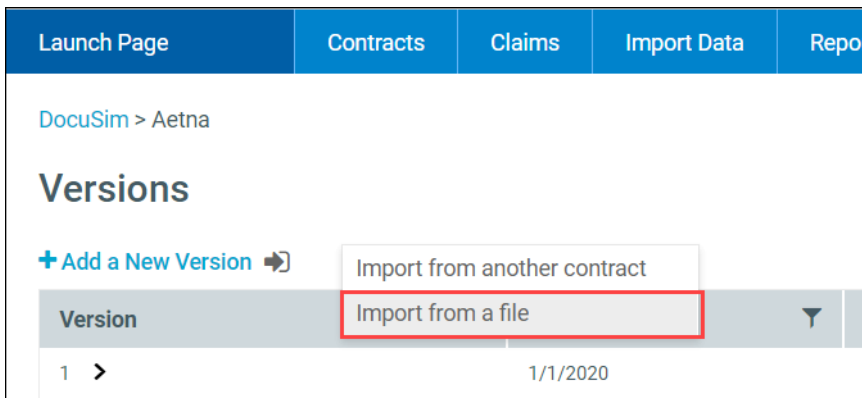 Launch Page Contracts Claims Import Data Repo
DocuSim > Aetna
Versions
+ Add a New Version
Import from another contract
Import from a file
Version
1 > 1/1/2020